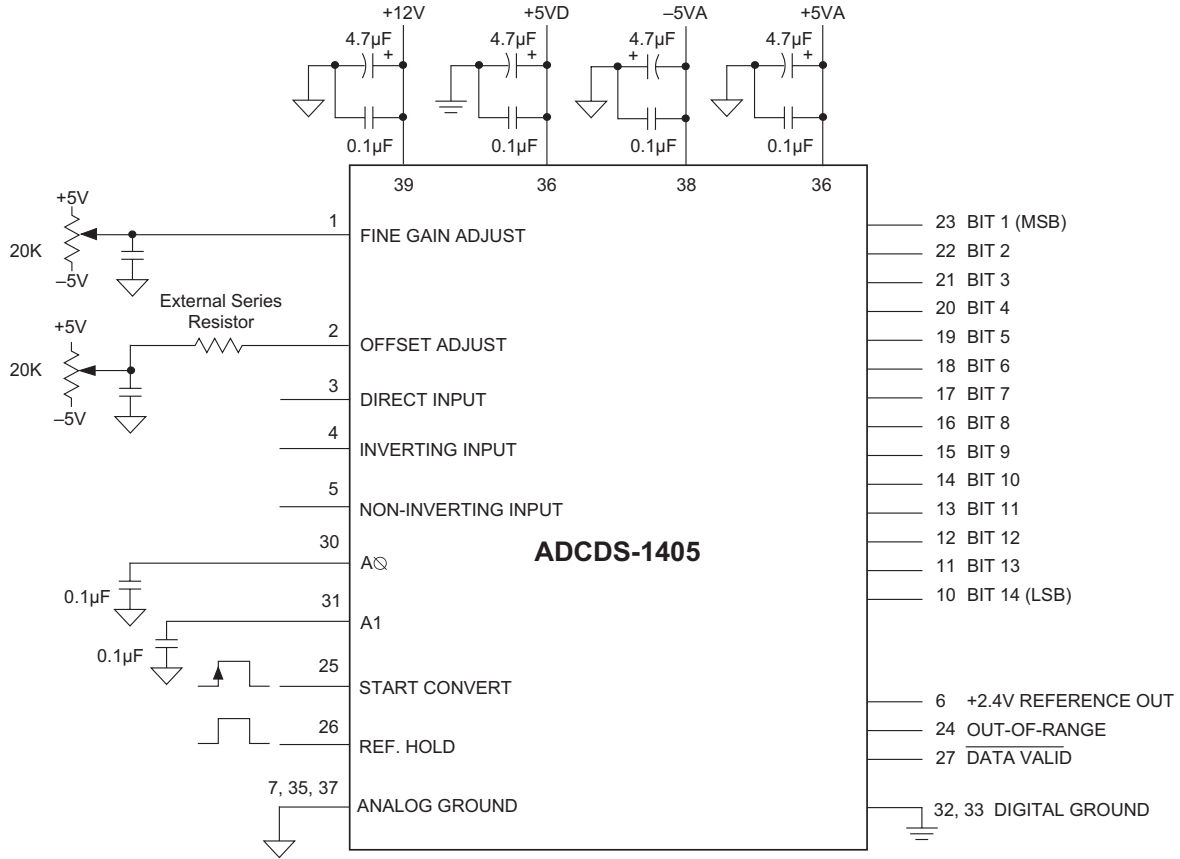 +12V +5VD –5VA +5VA
4.7µF + 4.7µF + 4.7µF + 4.7µF +
0.1µF 0.1µF 0.1µF 0.1µF
39 36 38 36
+5V
20K
–5V
1 FINE GAIN ADJUST
External Series
Resistor
+5V
20K
–5V
2 OFFSET ADJUST
3 DIRECT INPUT
4 INVERTING INPUT
5 NON-INVERTING INPUT
ADCDS-1405
30 A∅
0.1µF
31 A1
0.1µF
25 START CONVERT
26 REF. HOLD
7, 35, 37 ANALOG GROUND
23 BIT 1 (MSB)
22 BIT 2
21 BIT 3
20 BIT 4
19 BIT 5
18 BIT 6
17 BIT 7
16 BIT 8
15 BIT 9
14 BIT 10
13 BIT 11
12 BIT 12
11 BIT 13
10 BIT 14 (LSB)
6 +2.4V REFERENCE OUT
24 OUT-OF-RANGE
27 DATA VALID
32, 33 DIGITAL GROUND